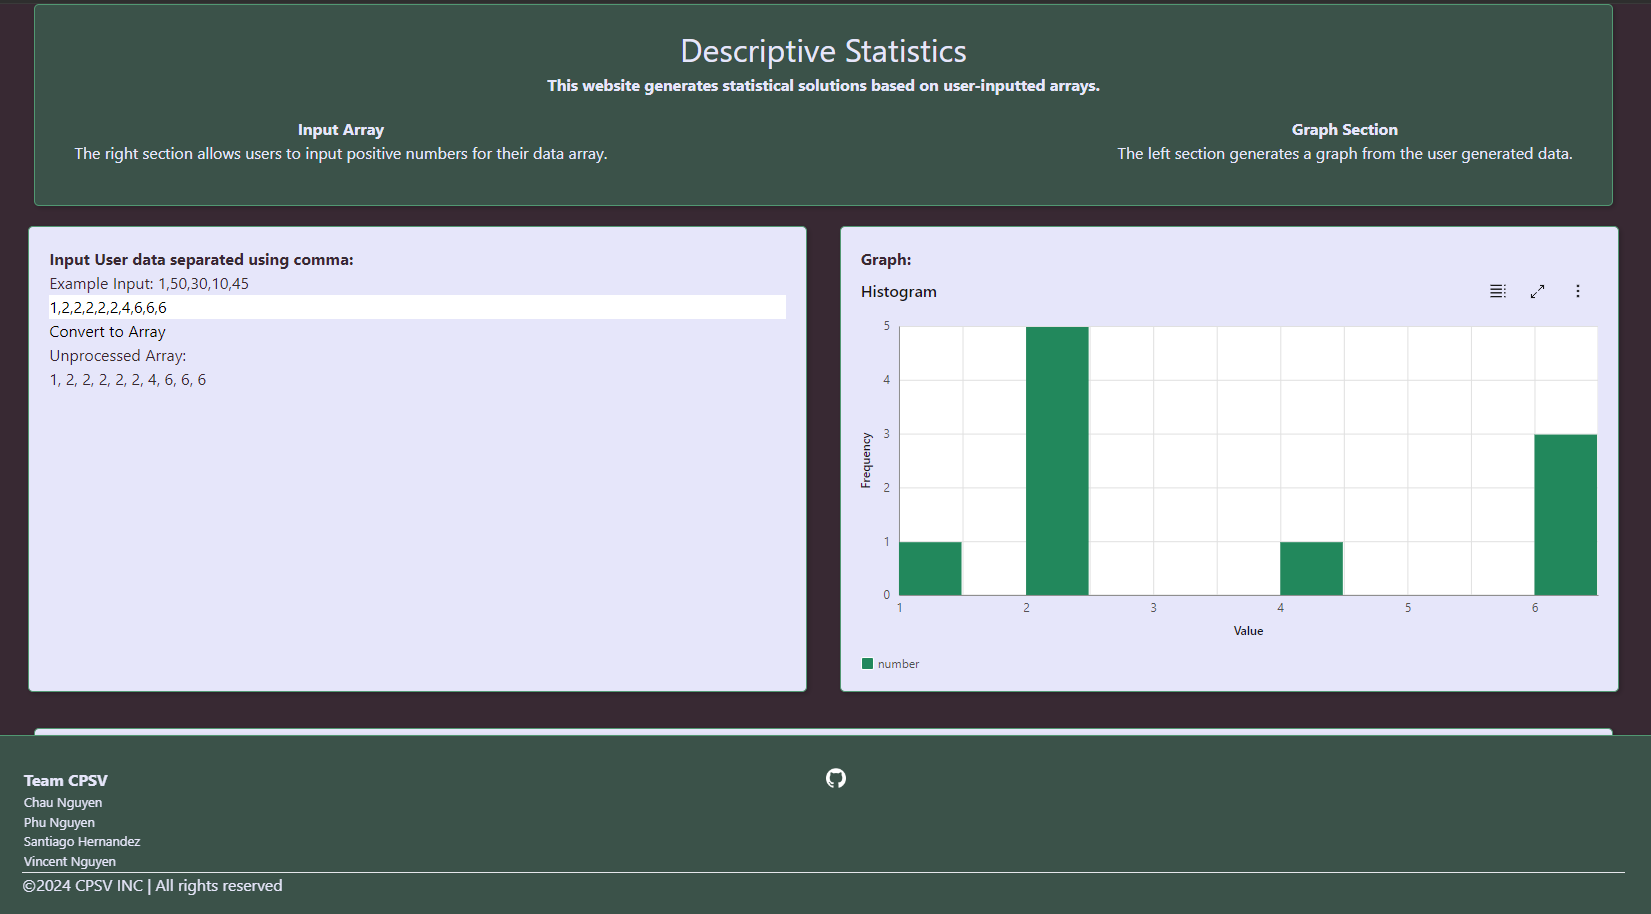 Descriptive Statistics
This website generates statistical solutions based on user-inputted arrays.
Input Array
The right section allows users to input positive numbers for their data array.
Graph Section
The left section generates a graph from the user generated data.
Input User data separated using comma:
Example Input: 1,50,30,10,45
1,2,2,2,2,2,4,6,6,6
Convert to Array
Unprocessed Array:
1, 2, 2, 2, 2, 2, 4, 6, 6, 6
Graph:
Histogram
5
4
3
2
1
0
Frequency
1 2 3 4 5 6
Value
number
Team CPSV
Chau Nguyen
Phu Nguyen
Santiago Hernandez
Vincent Nguyen
©2024 CPSV INC | All rights reserved